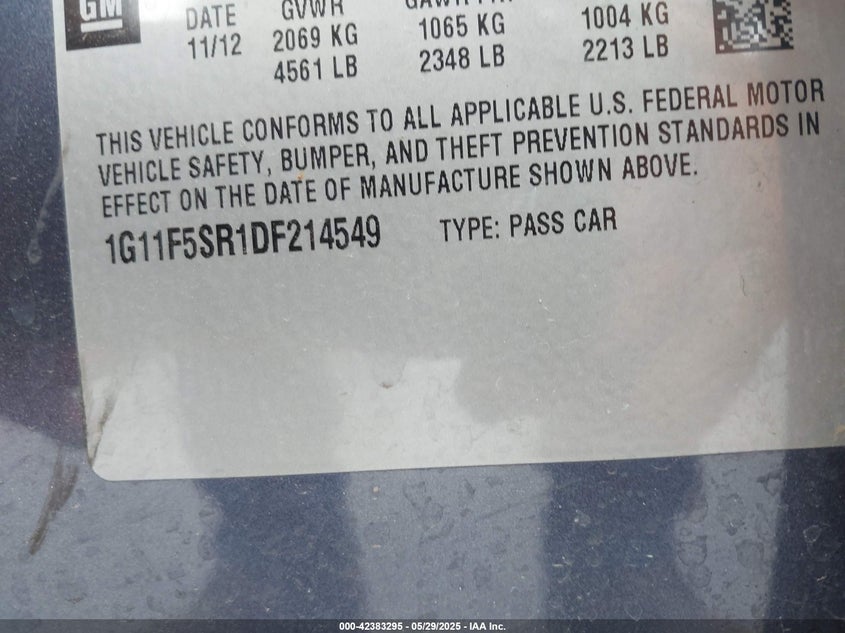 GM
DATE GVWR
11/12 2069 KG 1065 KG 1004 KG
4561 LB 2348 LB 2213 LB
THIS VEHICLE CONFORMS TO ALL APPLICABLE U.S. FEDERAL MOTOR
VEHICLE SAFETY, BUMPER, AND THEFT PREVENTION STANDARDS IN
EFFECT ON THE DATE OF MANUFACTURE SHOWN ABOVE.
1G11F5SR1DF214549 TYPE: PASS CAR
000-42383295 - 05/29/2025 - IAA Inc.